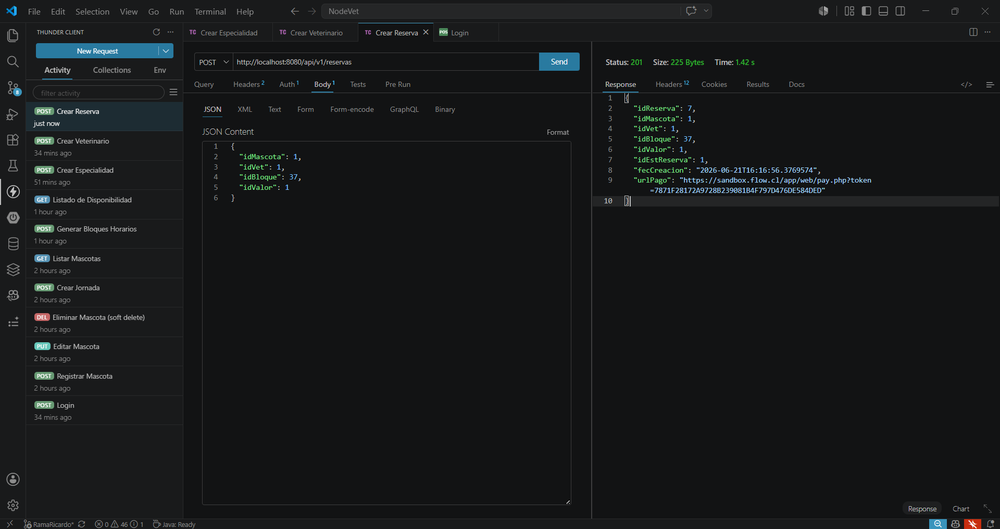 File Edit Selection View Go Run Terminal Help
NodeVet
THUNDER CLIENT
New Request
Activity Collections Env
filter activity
POST Crear Reserva
just now
POST Crear Veterinario
34 mins ago
POST Crear Especialidad
51 mins ago
GET Listado de Disponibilidad
1 hour ago
POST Generar Bloques Horarios
1 hour ago
GET Listar Mascotas
2 hours ago
POST Crear Jornada
2 hours ago
DEL Eliminar Mascota (soft delete)
2 hours ago
PUT Editar Mascota
2 hours ago
POST Registrar Mascota
2 hours ago
POST Login
34 mins ago
8
TC Crear Especialidad TC Crear Veterinario TC Crear Reserva POS Login
POST http://localhost:8080/api/v1/reservas Send
Query Headers 2 Auth 1 Body 1 Tests Pre Run
JSON XML Text Form Form-encode GraphQL Binary
JSON Content Format
1 {
2 "idMascota": 1,
3 "idVet": 1,
4 "idBloque": 37,
5 "idValor": 1
6 }
Status: 201 Size: 225 Bytes Time: 1.42 s
Response Headers 12 Cookies Results Docs </>
1 {
2 "idReserva": 7,
3 "idMascota": 1,
4 "idVet": 1,
5 "idBloque": 37,
6 "idValor": 1,
7 "idEstReserva": 1,
8 "fecCreacion": "2026-06-21T16:16:56.3769574",
9 "urlPago": "https://sandbox.flow.cl/app/web/pay.php?token
=7871F28172A9728B239081B4F797D476DE584DED"
10 }
Response Chart
RamaRicardo* 0 46 1 Java: Ready